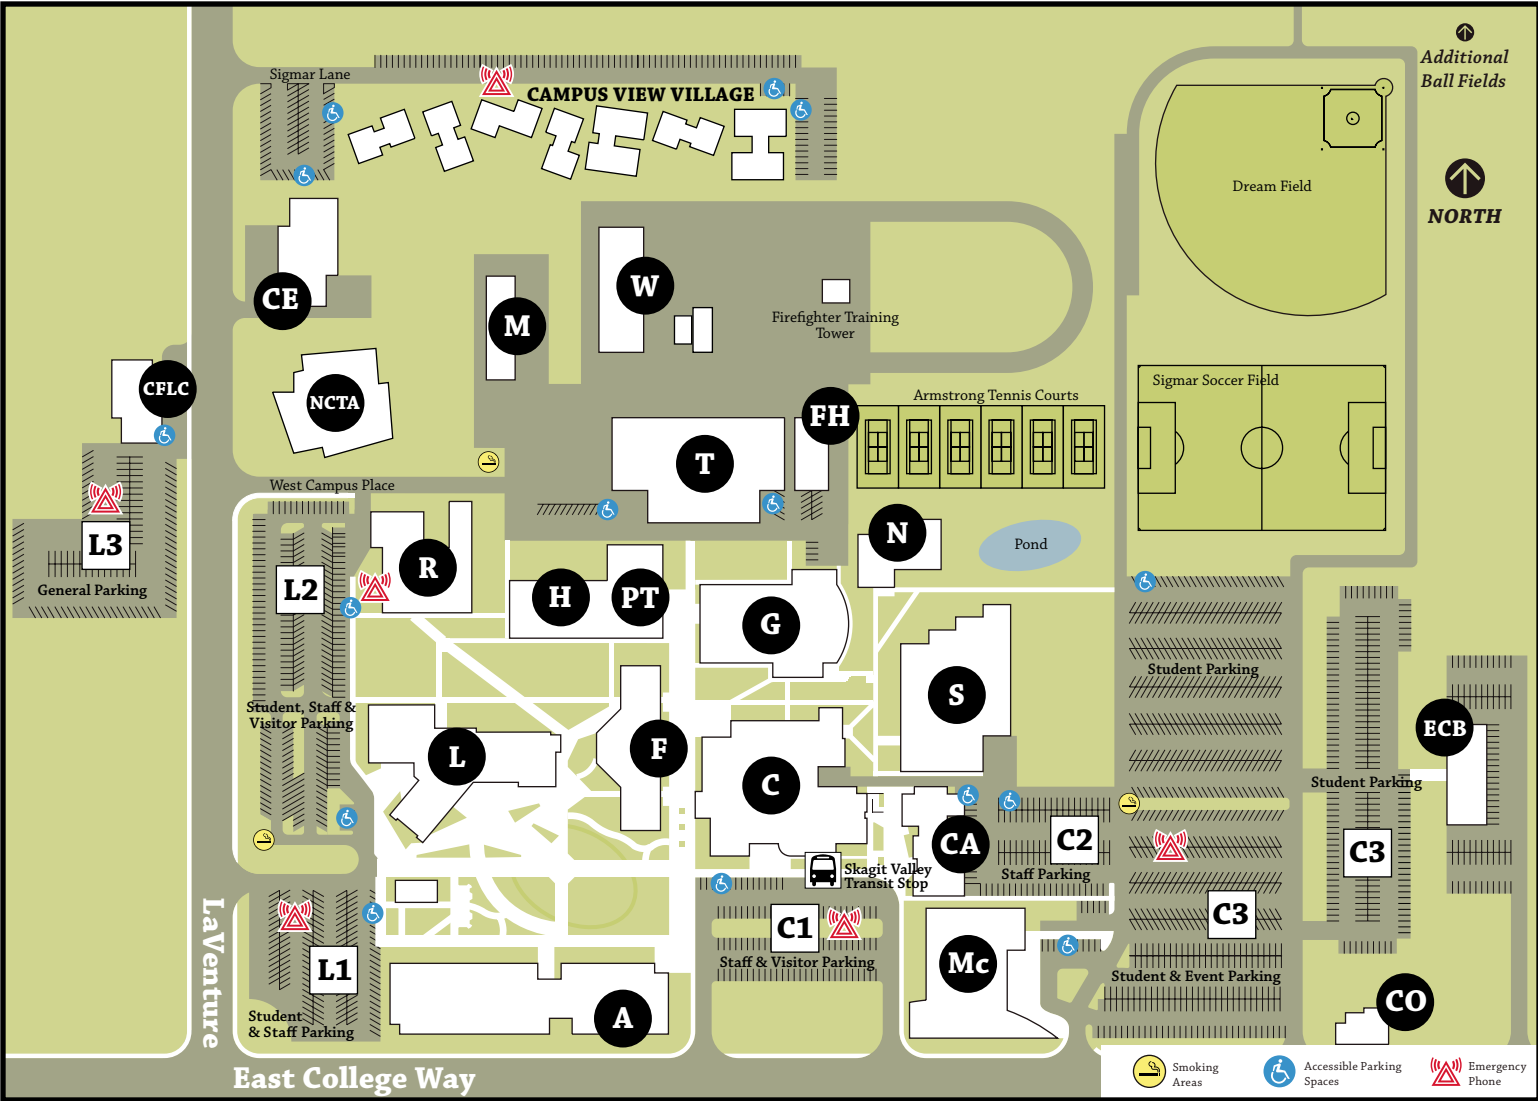 Additional
Ball Fields
Sigmar Lane
CAMPUS VIEW VILLAGE
Dream Field
NORTH
CE
M
W
Firefighter Training
Tower
CFLC
NCTA
FH
Armstrong Tennis Courts
Sigmar Soccer Field
T
West Campus Place
L3
General Parking
L2
R
H
PT
G
N
Pond
S
Student Parking
Student, Staff &
Visitor Parking
L
F
C
ECB
Student Parking
CA
C2
Staff Parking
C3
Skagit Valley
Transit Stop
C1
Staff & Visitor Parking
C3
Student & Event Parking
Mc
LaVenture
L1
Student
& Staff Parking
A
CO
East College Way
Smoking
Areas
Accessible Parking
Spaces
Emergency
Phone